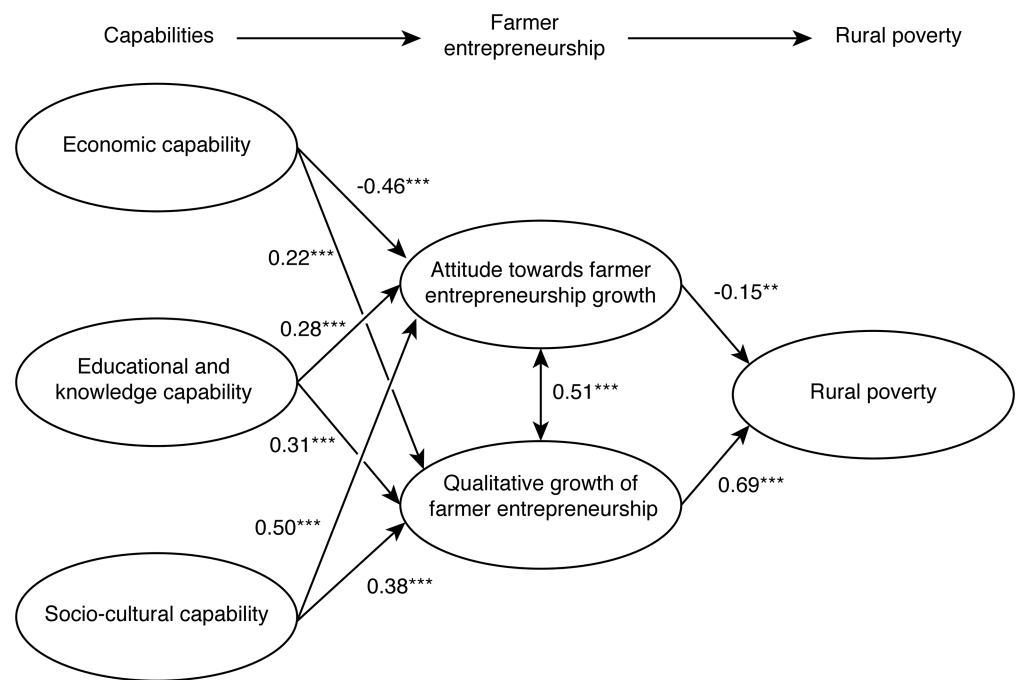 Capabilities
Farmer
entrepreneurship
Rural poverty
Economic capability
-0.46***
0.22***
Attitude towards farmer
entrepreneurship growth
-0.15**
0.28***
Educational and
knowledge capability
0.51***
Rural poverty
0.31***
Qualitative growth of
farmer entrepreneurship
0.69***
0.50***
0.38***
Socio-cultural capability